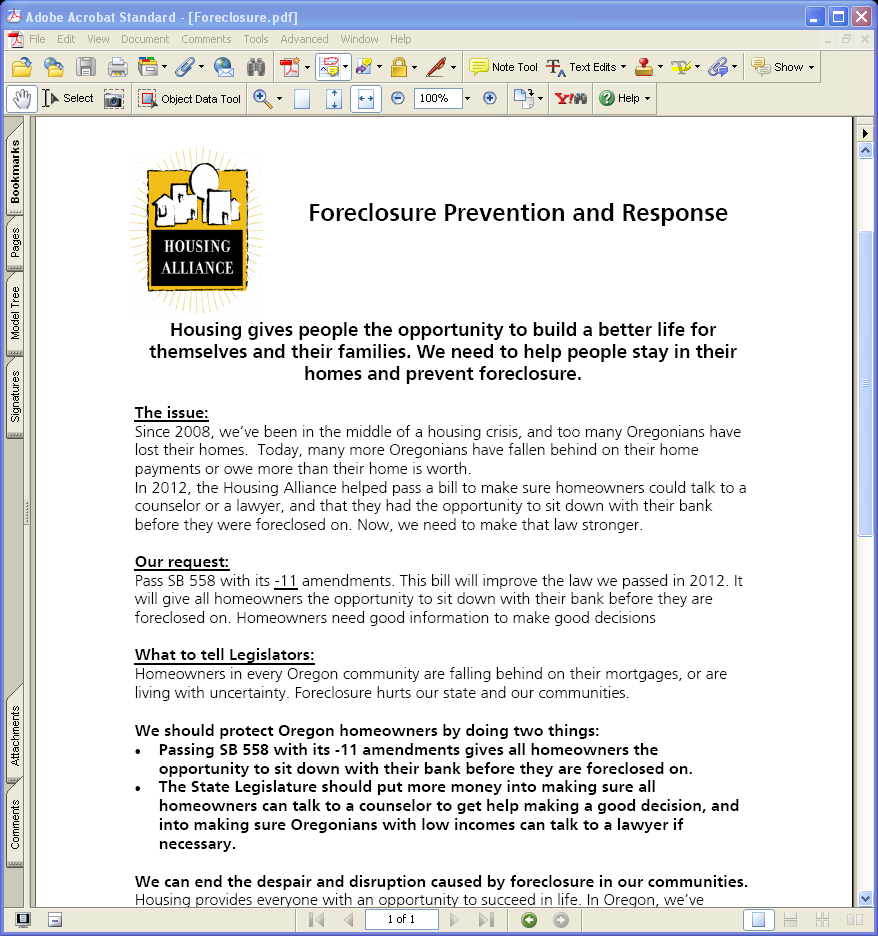 Adobe Acrobat Standard - [Foreclosure.pdf]
File Edit View Document Comments Tools Advanced Window Help
Note Tool Text Edits Show
Select Object Data Tool 100% Y! Help
Bookmarks
Pages
Model Tree
Signatures
Attachments
Comments
HOUSING
ALLIANCE
Foreclosure Prevention and Response
Housing gives people the opportunity to build a better life for
themselves and their families. We need to help people stay in their
homes and prevent foreclosure.
The issue:
Since 2008, we’ve been in the middle of a housing crisis, and too many Oregonians have
lost their homes.  Today, many more Oregonians have fallen behind on their home
payments or owe more than their home is worth.
In 2012, the Housing Alliance helped pass a bill to make sure homeowners could talk to a
counselor or a lawyer, and that they had the opportunity to sit down with their bank
before they were foreclosed on. Now, we need to make that law stronger.
Our request:
Pass SB 558 with its -11 amendments. This bill will improve the law we passed in 2012. It
will give all homeowners the opportunity to sit down with their bank before they are
foreclosed on. Homeowners need good information to make good decisions
What to tell Legislators:
Homeowners in every Oregon community are falling behind on their mortgages, or are
living with uncertainty. Foreclosure hurts our state and our communities.
We should protect Oregon homeowners by doing two things:
• Passing SB 558 with its -11 amendments gives all homeowners the
opportunity to sit down with their bank before they are foreclosed on.
• The State Legislature should put more money into making sure all
homeowners can talk to a counselor to get help making a good decision, and
into making sure Oregonians with low incomes can talk to a lawyer if
necessary.
We can end the despair and disruption caused by foreclosure in our communities.
Housing provides everyone with an opportunity to succeed in life. In Oregon, we’ve
1 of 1